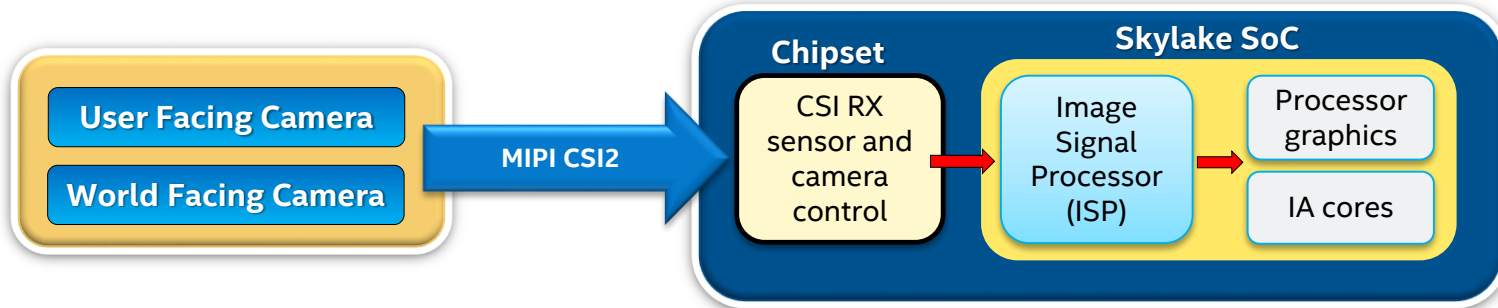 User Facing Camera
World Facing Camera
MIPI CSI2
Chipset
CSI RX
sensor and
camera
control
Skylake SoC
Image
Signal
Processor
(ISP)
Processor
graphics
IA cores